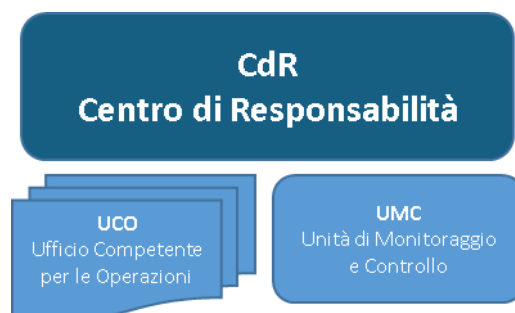 CdR
Centro di Responsabilità
UCO
Ufficio Competente
per le Operazioni
UMC
Unità di Monitoraggio
e Controllo